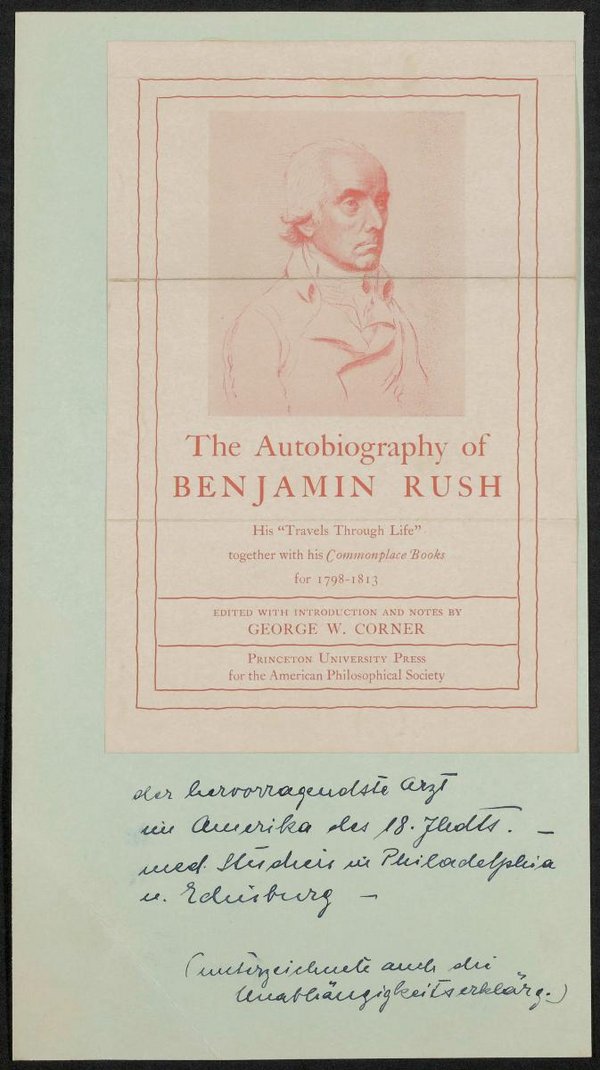 The Autobiography of
BENJAMIN RUSH
His “Travels Through Life”
together with his Commonplace Books
for 1798-1813
EDITED WITH INTRODUCTION AND NOTES BY
GEORGE W. CORNER
PRINCETON UNIVERSITY PRESS
for the American Philosophical Society
der hervorragendste Arzt
im Amerika des 18. Jhdts. –
med. Studien in Philadelphia
u. Edinburg –
(unterzeichnete auch die
Unabhängigkeitserklärg.)